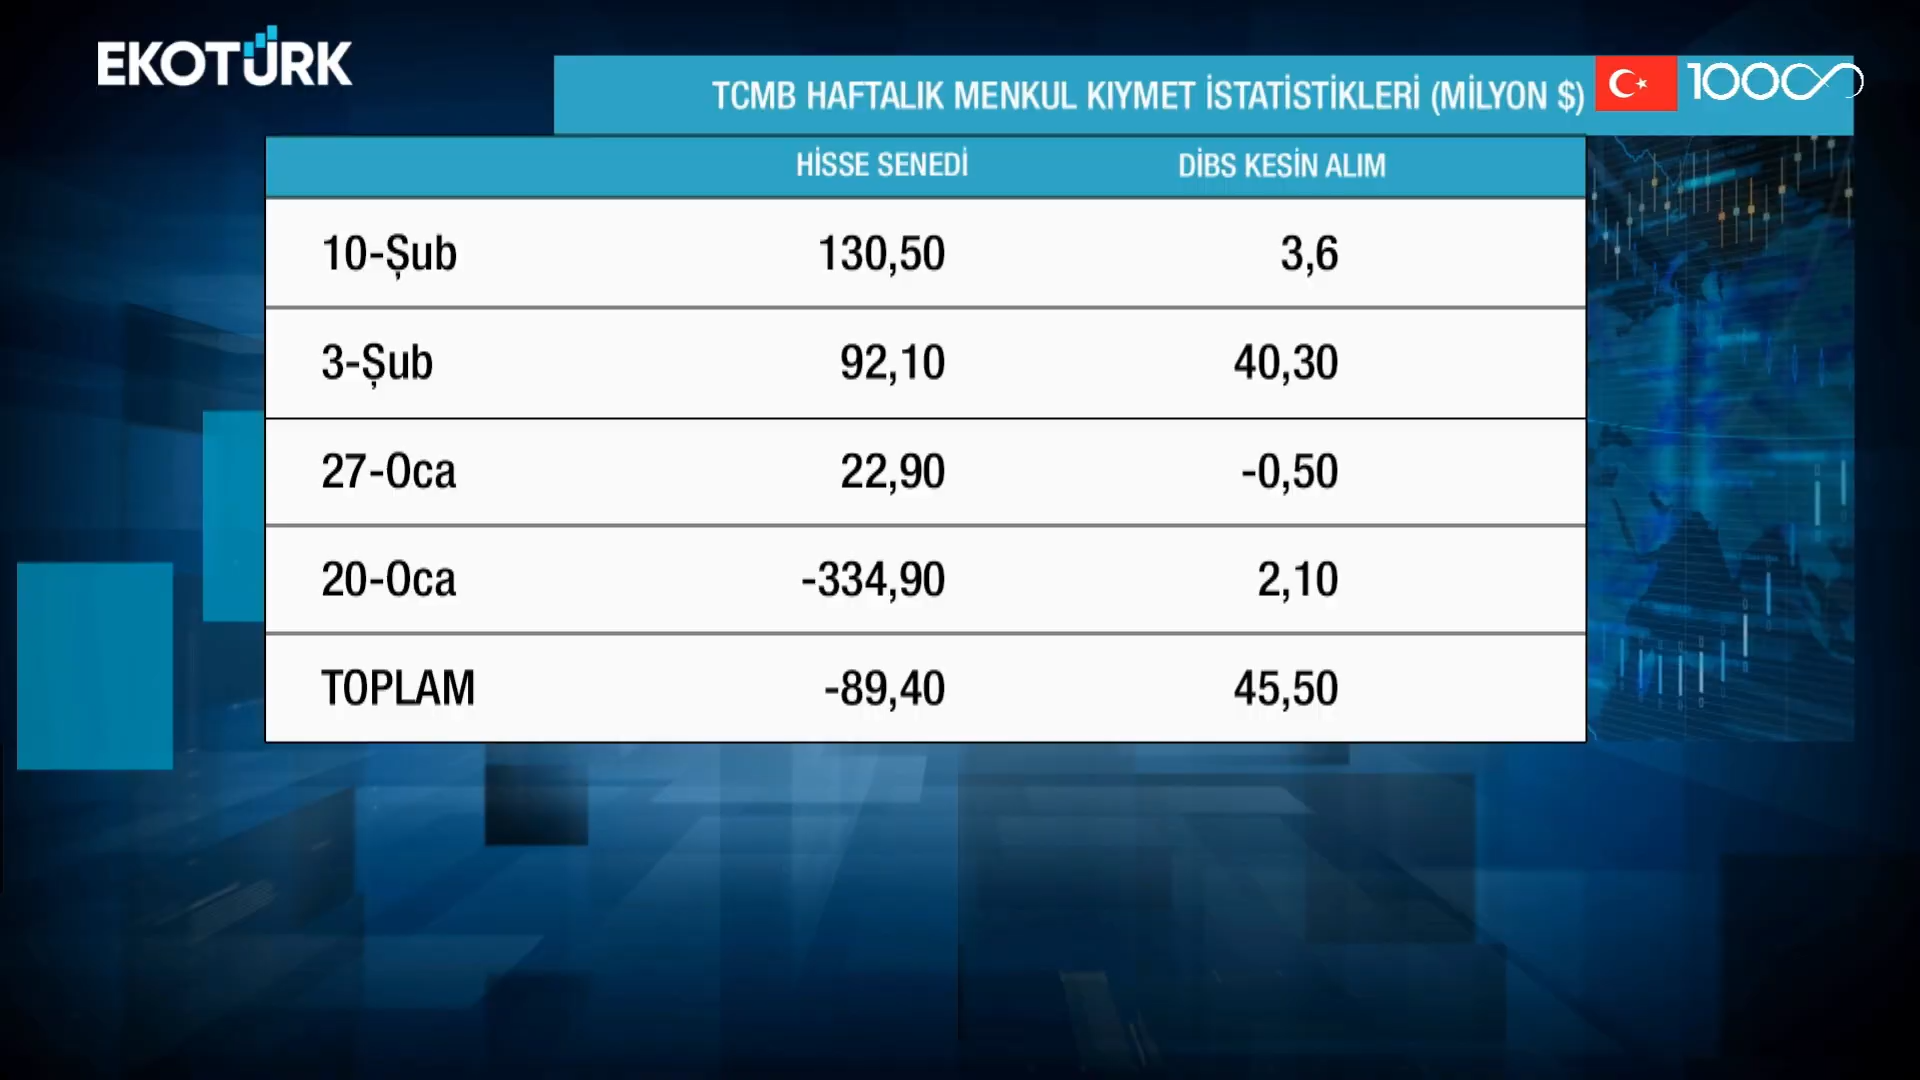 EKOTÜRK
TCMB HAFTALIK MENKUL KIYMET İSTATİSTİKLERİ (MİLYON $)
100
HİSSE SENEDİ DİBS KESİN ALIM
10-Şub 130,50 3,6
3-Şub 92,10 40,30
27-Oca 22,90 -0,50
20-Oca -334,90 2,10
TOPLAM -89,40 45,50